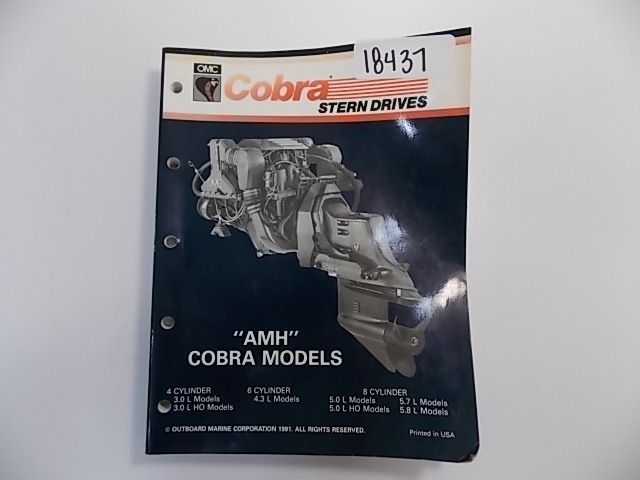 18437
OMC
Cobra
STERN DRIVES
"AMH"
COBRA MODELS
4 CYLINDER
3.0 L Models
3.0 L HO Models
6 CYLINDER
4.3 L Models
8 CYLINDER
5.0 L Models 5.7 L Models
5.0 L HO Models 5.8 L Models
© OUTBOARD MARINE CORPORATION 1991. ALL RIGHTS RESERVED.
Printed in USA